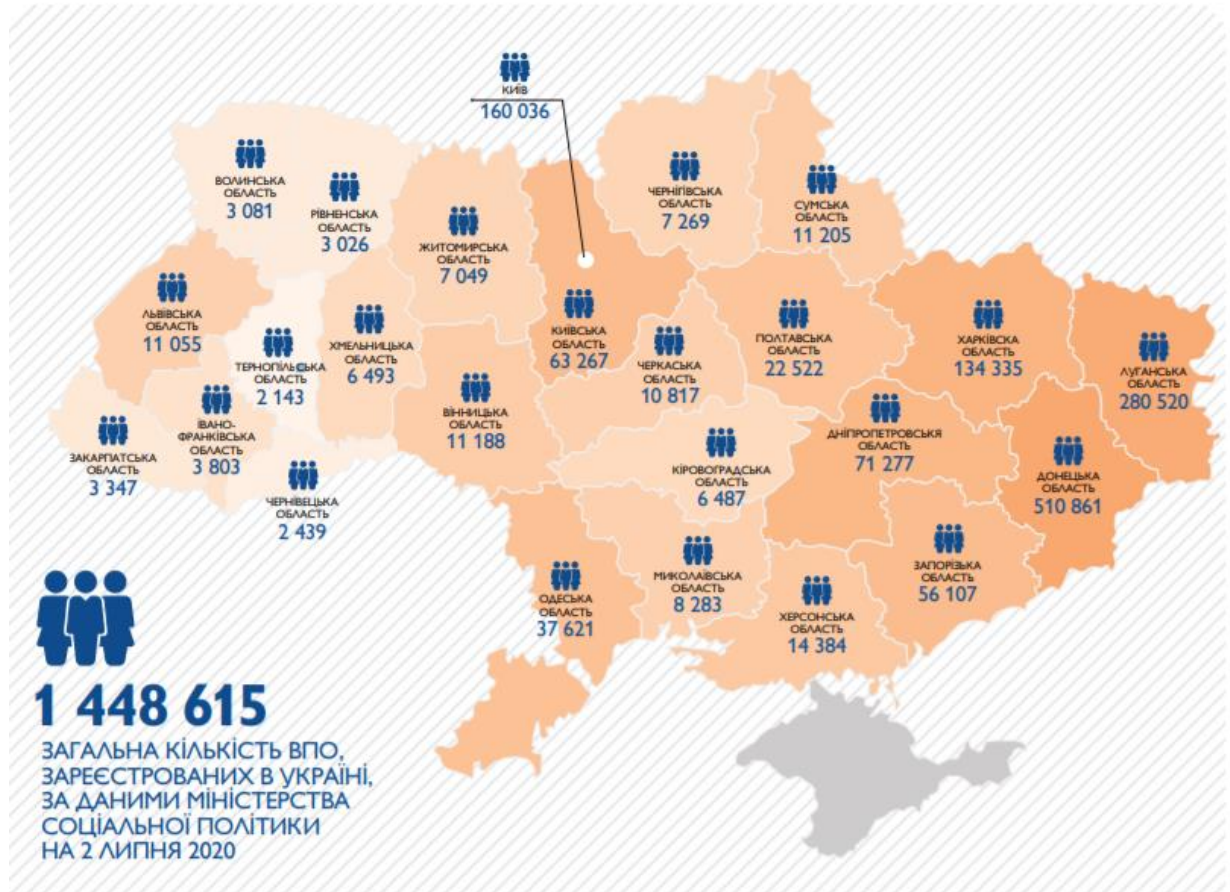 КИЇВ
160 036
ВОЛИНСЬКА
ОБЛАСТЬ
3 081
РІВНЕНСЬКА
ОБЛАСТЬ
3 026
ЖИТОМИРСЬКА
ОБЛАСТЬ
7 049
ЧЕРНІГІВСЬКА
ОБЛАСТЬ
7 269
СУМСЬКА
ОБЛАСТЬ
11 205
ЛЬВІВСЬКА
ОБЛАСТЬ
11 055
ТЕРНОПІЛЬСЬКА
ОБЛАСТЬ
2 143
ХМЕЛЬНИЦЬКА
ОБЛАСТЬ
6 493
КИЇВСЬКА
ОБЛАСТЬ
63 267
ЧЕРКАСЬКА
ОБЛАСТЬ
10 817
ПОЛТАВСЬКА
ОБЛАСТЬ
22 522
ХАРКІВСКА
ОБЛАСТЬ
134 335
ЛУГАНСЬКА
ОБЛАСТЬ
280 520
ЗАКАРПАТСЬКА
ОБЛАСТЬ
3 347
ІВАНО-
ФРАНКІВСЬКА
ОБЛАСТЬ
3 803
ЧЕРНІВЕЦЬКА
ОБЛАСТЬ
2 439
ВІННИЦЬКА
ОБЛАСТЬ
11 188
КІРОВОГРАДСЬКА
ОБЛАСТЬ
6 487
ДНІПРОПЕТРОВСЬКЯ
ОБЛАСТЬ
71 277
ДОНЕЦЬКА
ОБЛАСТЬ
510 861
ОДЕСЬКА
ОБЛАСТЬ
37 621
МИКОЛАЇВСЬКА
ОБЛАСТЬ
8 283
ХЕРСОНСЬКА
ОБЛАСТЬ
14 384
ЗАПОРІЗЬКА
ОБЛАСТЬ
56 107
1 448 615
ЗАГАЛЬНА КІЛЬКІСТЬ ВПО,
ЗАРЕЄСТРОВАНИХ В УКРАЇНІ,
ЗА ДАНИМИ МІНІСТЕРСТВА
СОЦІАЛЬНОЇ ПОЛІТИКИ
НА 2 ЛИПНЯ 2020